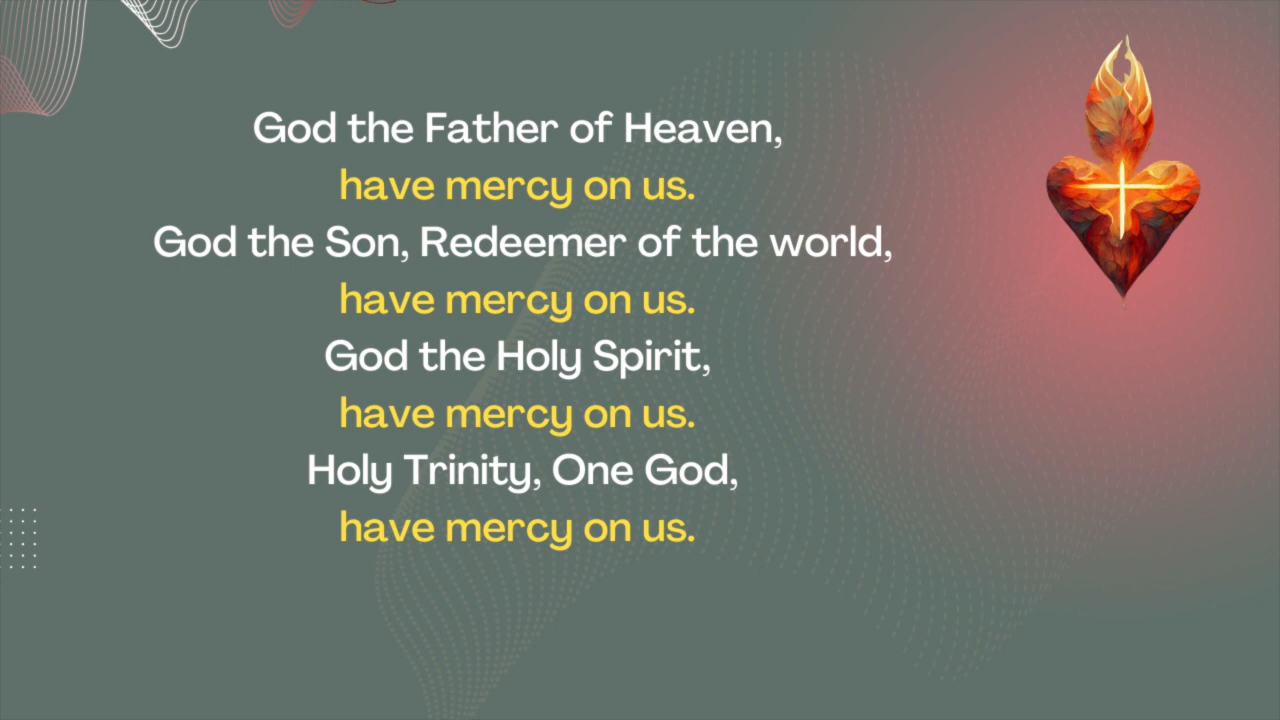 God the Father of Heaven,
have mercy on us.
God the Son, Redeemer of the world,
have mercy on us.
God the Holy Spirit,
have mercy on us.
Holy Trinity, One God,
have mercy on us.